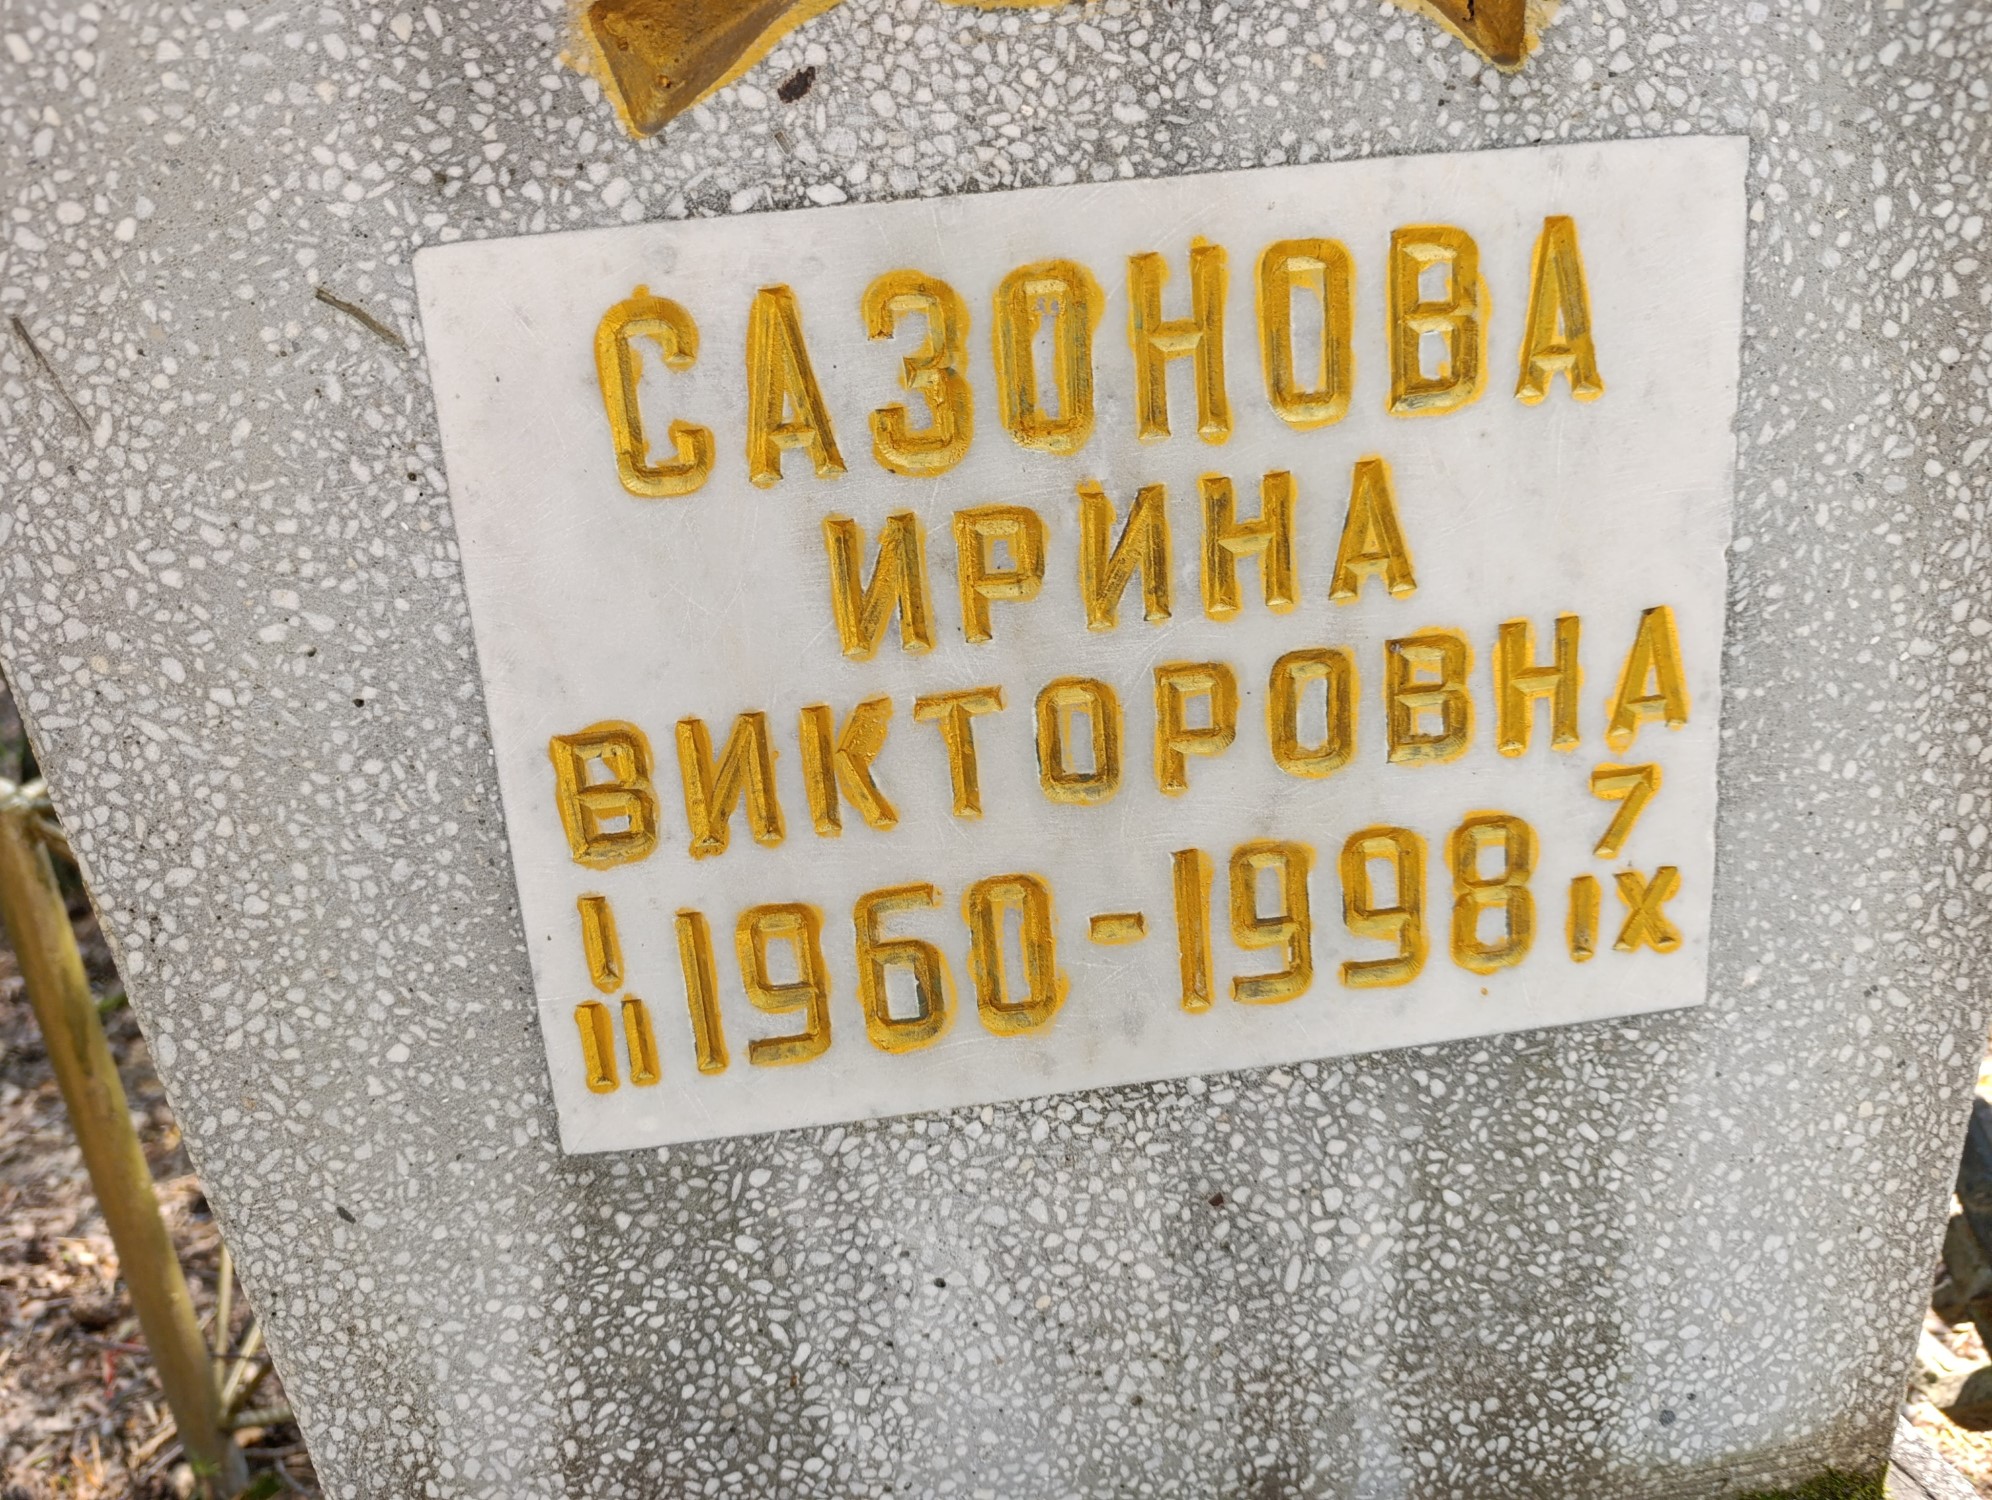 САЗОНОВА
ИРИНА
ВИКТОРОВНА
I
II 1960-1998 7
IX